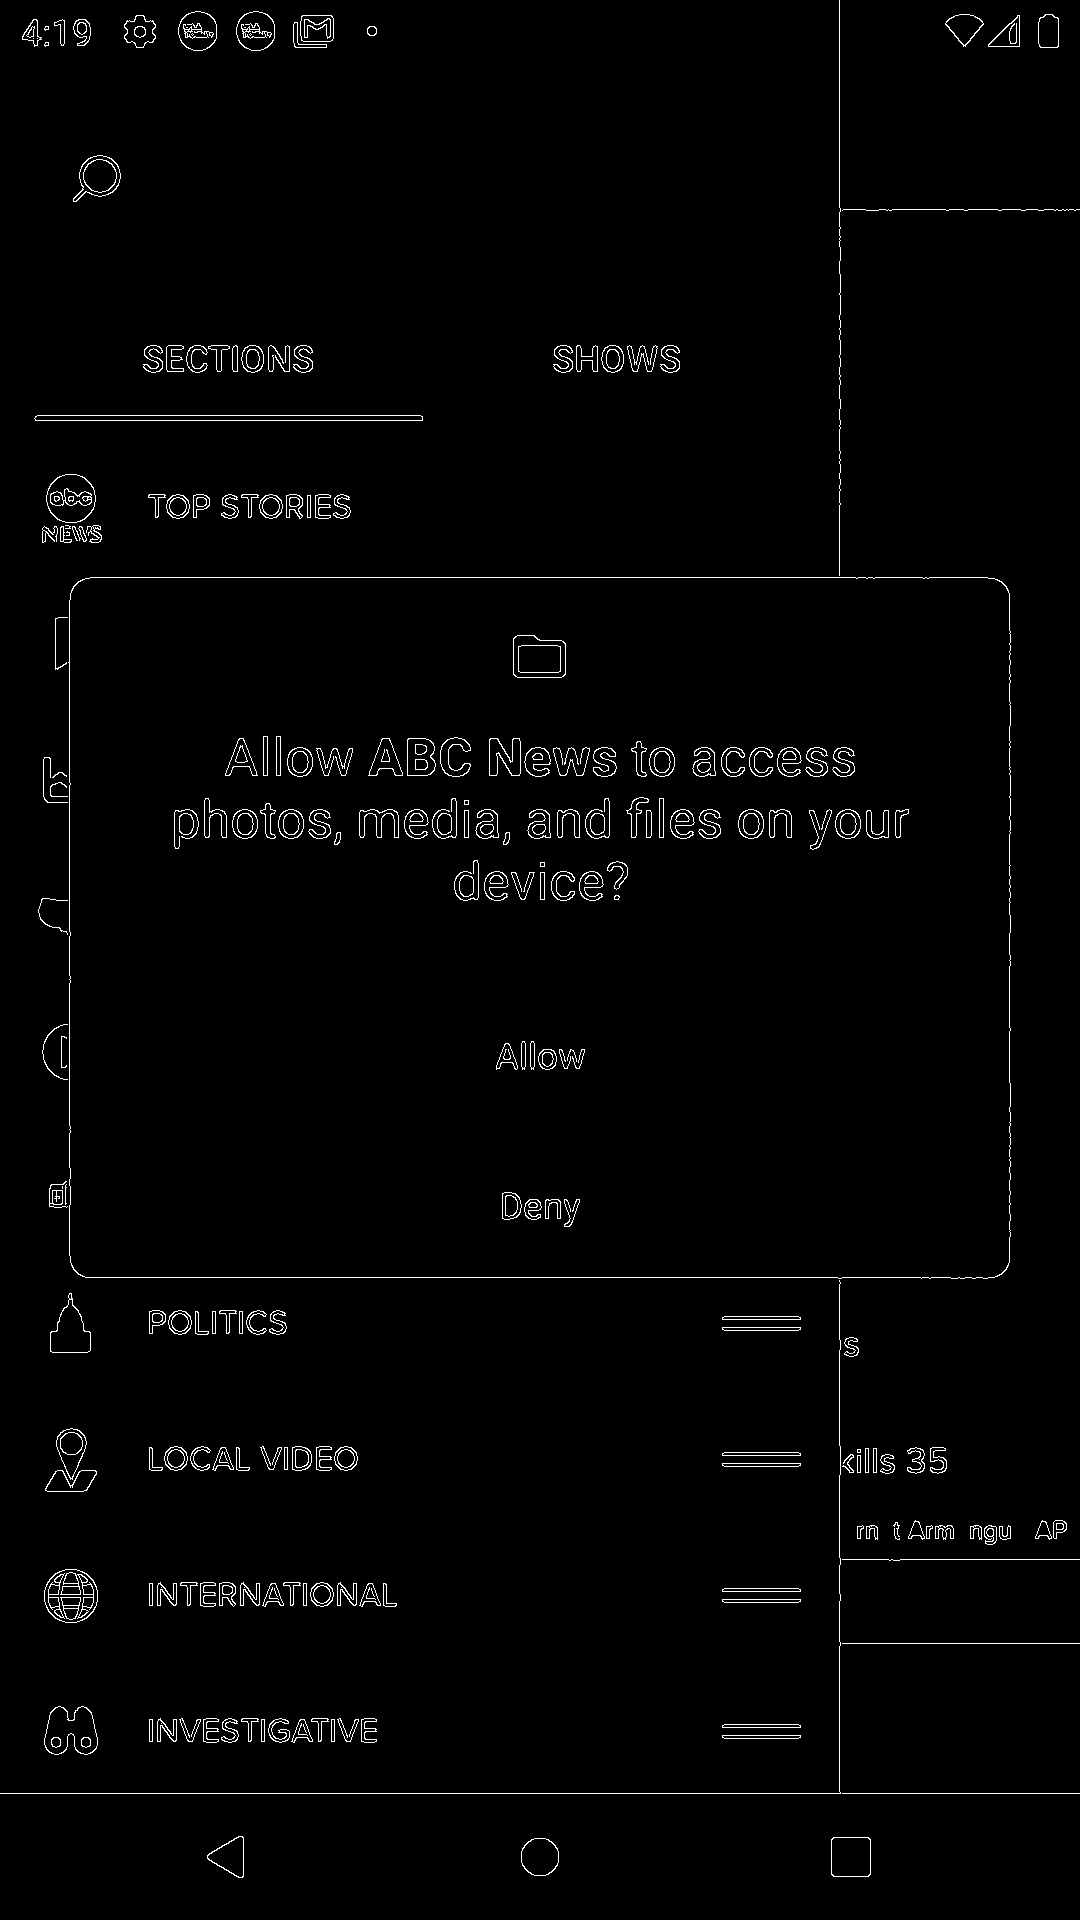 4:19
SECTIONS SHOWS
abc
NEWS
TOP STORIES
Allow ABC News to access
photos, media, and files on your
device?
Allow
Deny
POLITICS
s
LOCAL VIDEO
kills 35
rn t Arm ngu AP
INTERNATIONAL
INVESTIGATIVE